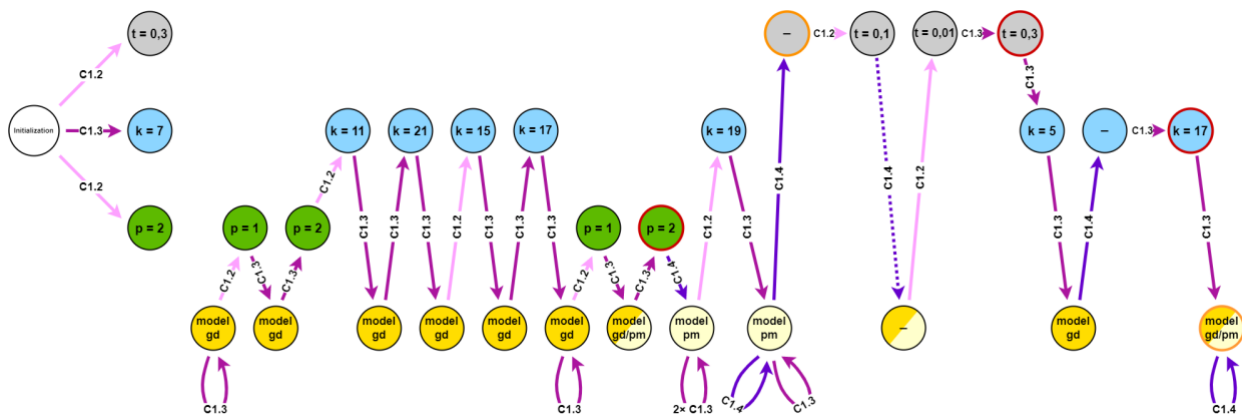 t = 0,3
–
C1.2
t = 0,1
t = 0,01
C1.3
t = 0,3
C1.2
C1.3
Initialization
C1.3
k = 7
k = 11
k = 21
k = 15
k = 17
k = 19
k = 5
–
C1.3
k = 17
C1.2
C1.2
C1.4
C1.4
C1.2
C1.3
C1.3
C1.3
C1.2
C1.3
C1.3
C1.3
C1.2
C1.3
C1.3
C1.4
C1.3
p = 2
p = 1
p = 2
p = 1
p = 2
C1.2
C1.3
C1.3
C1.2
C1.3
C1.3
C1.4
model
gd
model
gd
model
gd
model
gd
model
gd
model
gd
model
gd/pm
model
pm
model
pm
–
model
gd
model
gd/pm
C1.3
C1.3
2× C1.3
C1.4
C1.3
C1.4